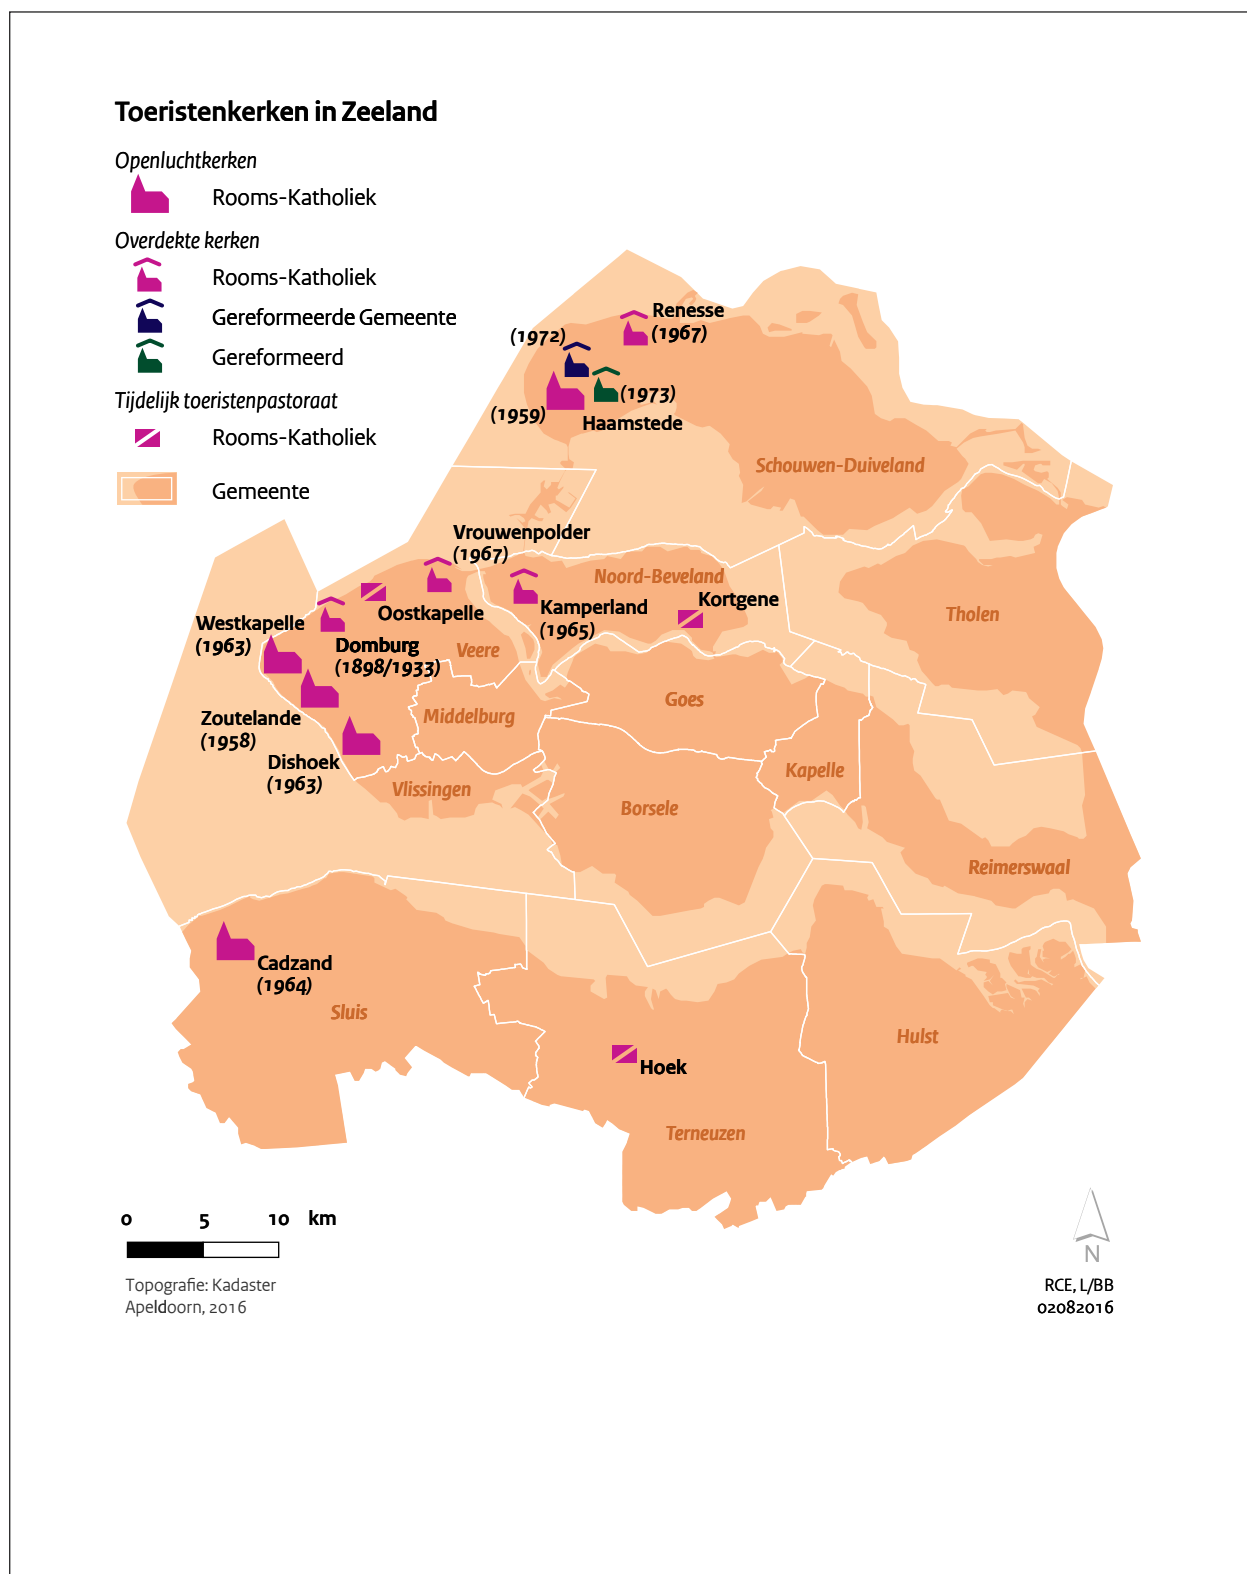 Toeristenkerken in Zeeland
Openluchtkerken
Rooms-Katholiek
Overdekte kerken
Rooms-Katholiek
Gereformeerde Gemeente
Gereformeerd
Tijdelijk toeristenpastoraat
Rooms-Katholiek
Gemeente
Renesse
(1967)
(1972)
(1973)
(1959)
Haamstede
Schouwen-Duiveland
Vrouwenpolder
(1967)
Noord-Beveland
Kortgene
Kamperland
(1965)
Oostkapelle
Tholen
Westkapelle
(1963)
Domburg
(1898/1933)
Veere
Goes
Middelburg
Zoutelande
(1958)
Dishoek
(1963)
Kapelle
Vlissingen
Borsele
Reimerswaal
Cadzand
(1964)
Sluis
Hulst
Hoek
Terneuzen
0 5 10 km
Topografie: Kadaster
Apeldoorn, 2016
N
RCE, L/BB
02082016